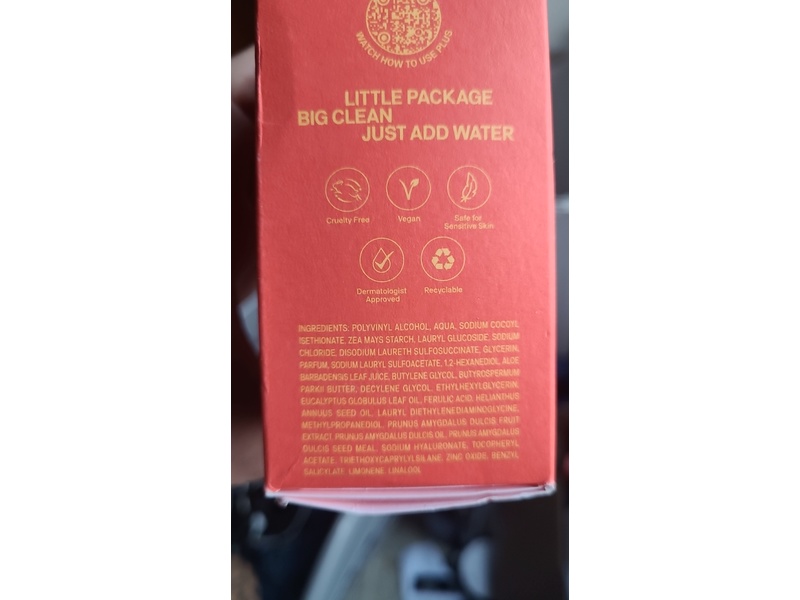 WATCH HOW TO USE PLUS
LITTLE PACKAGE
BIG CLEAN
JUST ADD WATER
Cruelty Free
Vegan
Safe for
Sensitive Skin
Dermatologist
Approved
Recyclable
INGREDIENTS: POLYVINYL ALCOHOL, AQUA, SODIUM COCOYL
ISETHIONATE, ZEA MAYS STARCH, LAURYL GLUCOSIDE, SODIUM
CHLORIDE, DISODIUM LAURETH SULFOSUCCINATE, GLYCERIN,
PARFUM, SODIUM LAURYL SULFOACETATE, 1,2-HEXANEDIOL, ALOE
BARBADENSIS LEAF JUICE, BUTYLENE GLYCOL, BUTYROSPERMUM
PARKII BUTTER, DECYLENE GLYCOL, ETHYLHEXYLGLYCERIN,
EUCALYPTUS GLOBULUS LEAF OIL, FERULIC ACID, HELIANTHUS
ANNUUS SEED OIL, LAURYL DIETHYLENEDIAMINOGLYCINE,
METHYLPROPANEDIOL, PRUNUS AMYGDALUS DULCIS FRUIT
EXTRACT, PRUNUS AMYGDALUS DULCIS OIL, PRUNUS AMYGDALUS
DULCIS SEED MEAL, SODIUM HYALURONATE, TOCOPHERYL
ACETATE, TRIETHOXYCAPRYLYLSILANE, ZINC OXIDE, BENZYL
SALICYLATE, LIMONENE, LINALOOL